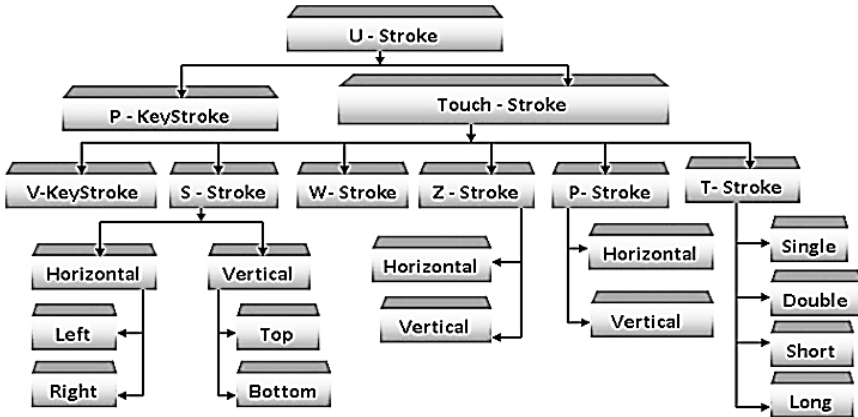 U - Stroke
P - KeyStroke
Touch - Stroke
V-KeyStroke
S - Stroke
W- Stroke
Z - Stroke
P- Stroke
T- Stroke
Horizontal
Left
Right
Vertical
Top
Bottom
Horizontal
Vertical
Horizontal
Vertical
Single
Double
Short
Long